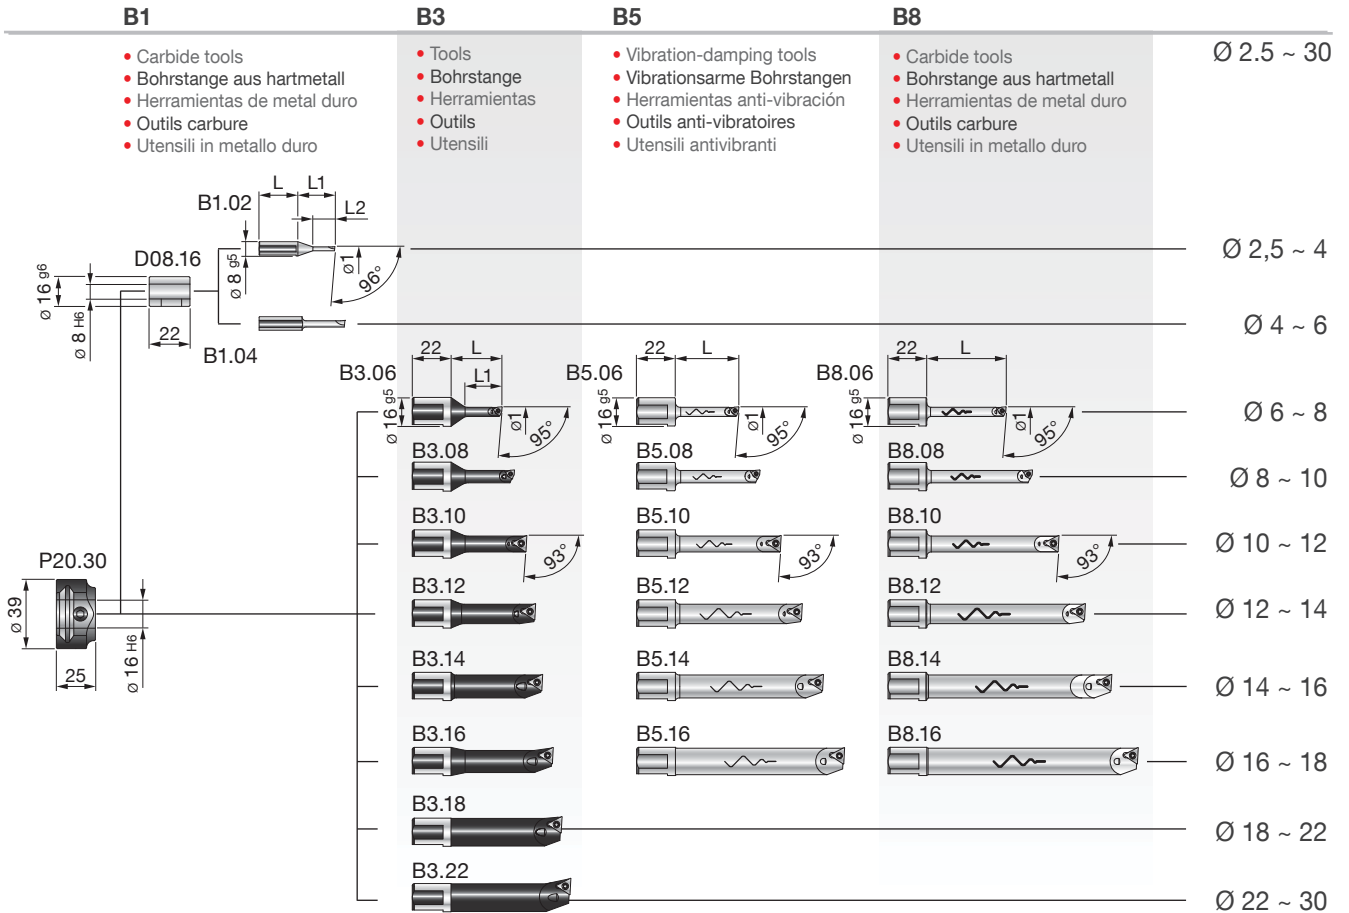 B1
B3
B5
B8
• Carbide tools
• Bohrstange aus hartmetall
• Herramientas de metal duro
• Outils carbure
• Utensili in metallo duro
• Tools
• Bohrstange
• Herramientas
• Outils
• Utensili
• Vibration-damping tools
• Vibrationsarme Bohrstangen
• Herramientas anti-vibración
• Outils anti-vibratoires
• Utensili antivibranti
• Carbide tools
• Bohrstange aus hartmetall
• Herramientas de metal duro
• Outils carbure
• Utensili in metallo duro
Ø 2.5 ~ 30
L L1
B1.02
L2
D08.16
Ø 16 g6
Ø 8 H6
22
Ø 8 g5
Ø1
96°
Ø 2,5 ~ 4
B1.04
Ø 4 ~ 6
22 L
L1
B3.06
Ø 16 g5
Ø1
95°
22 L
B5.06
Ø 16 g5
Ø1
95°
22 L
B8.06
Ø 16 g5
Ø1
95°
Ø 6 ~ 8
B3.08
B5.08
B8.08
Ø 8 ~ 10
B3.10
93°
B5.10
93°
B8.10
93°
Ø 10 ~ 12
P20.30
Ø 39
25
Ø 16 H6
B3.12
B5.12
B8.12
Ø 12 ~ 14
B3.14
B5.14
B8.14
Ø 14 ~ 16
B3.16
B5.16
B8.16
Ø 16 ~ 18
B3.18
Ø 18 ~ 22
B3.22
Ø 22 ~ 30